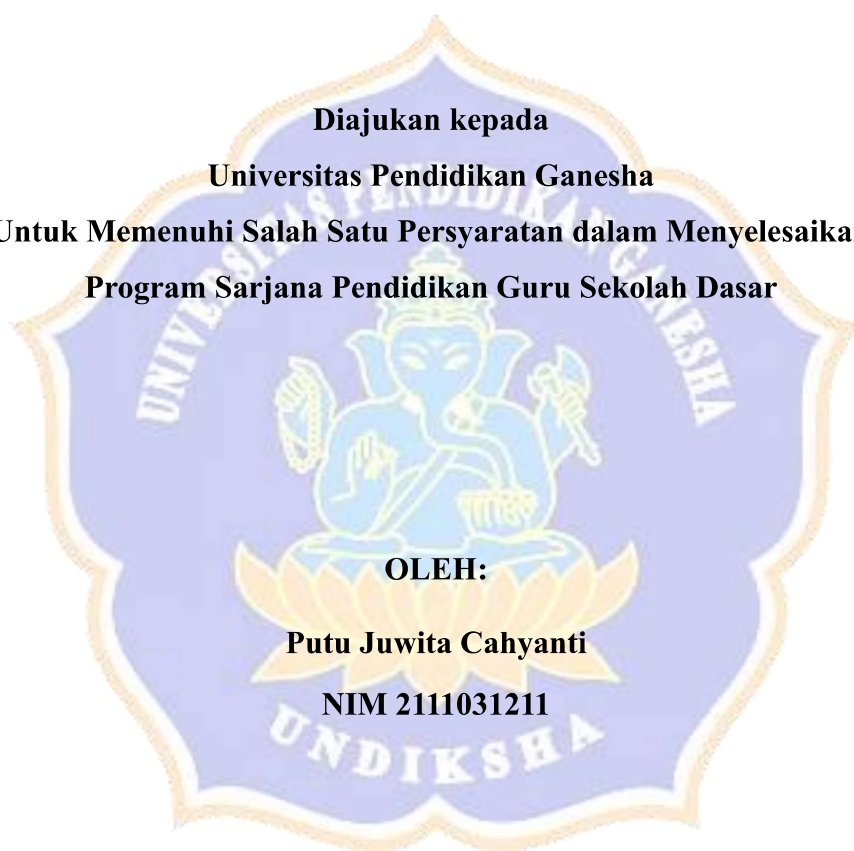 Diajukan kepada
Universitas Pendidikan Ganesha
Untuk Memenuhi Salah Satu Persyaratan dalam Menyelesaika
Program Sarjana Pendidikan Guru Sekolah Dasar
UNIVERSITAS PENDIDIKAN GANESHA
OLEH:
Putu Juwita Cahyanti
NIM 2111031211
UNDIKSHA